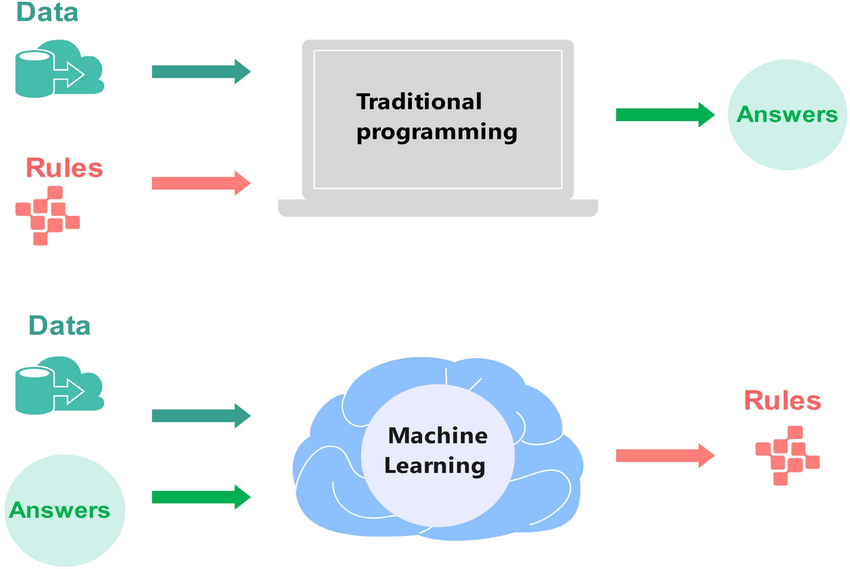 Data
Rules
Traditional
programming
Answers
Data
Answers
Machine
Learning
Rules